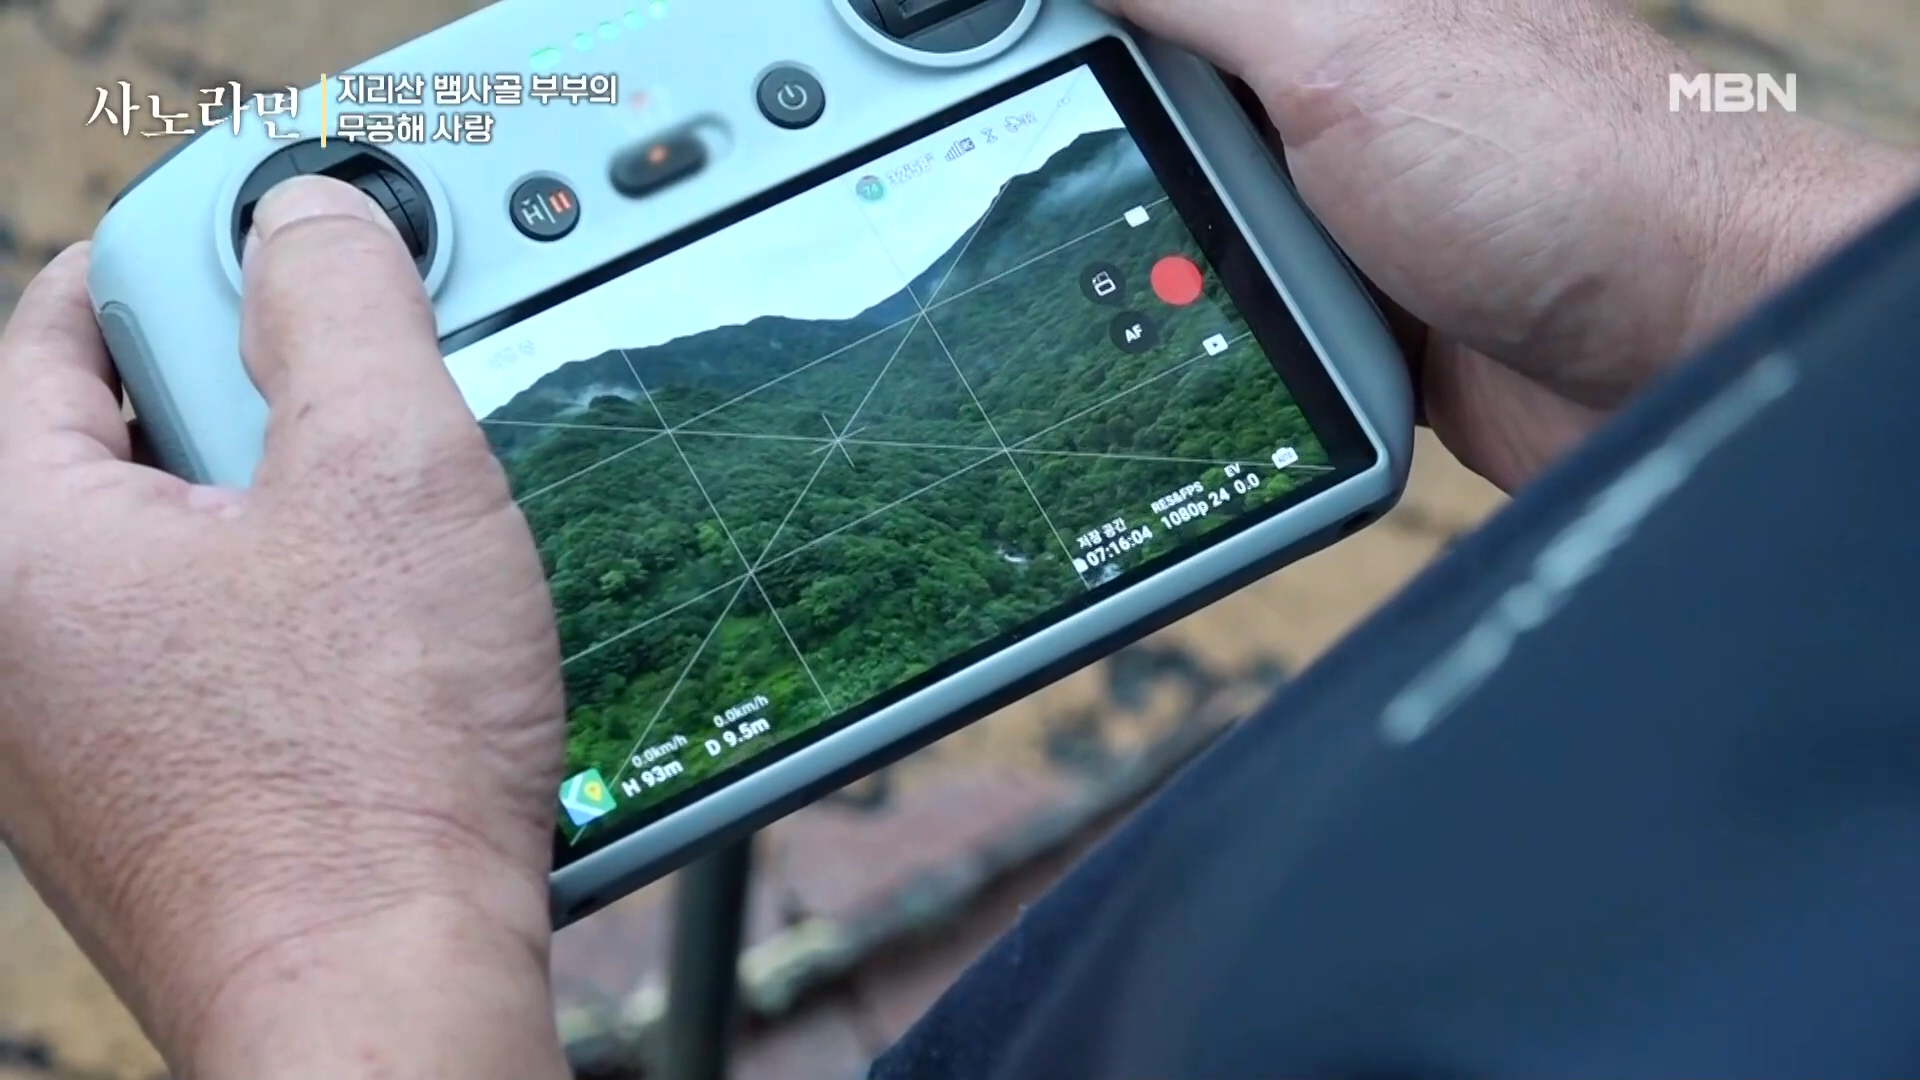 사노라면
지리산 뱀사골 부부의
무공해 사랑
MBN
H
74
AF
저장 공간
07:16:04
RES&FPS
1080p 24
EV
0.0
0.0km/h
H 93m
0.0km/h
D 9.5m